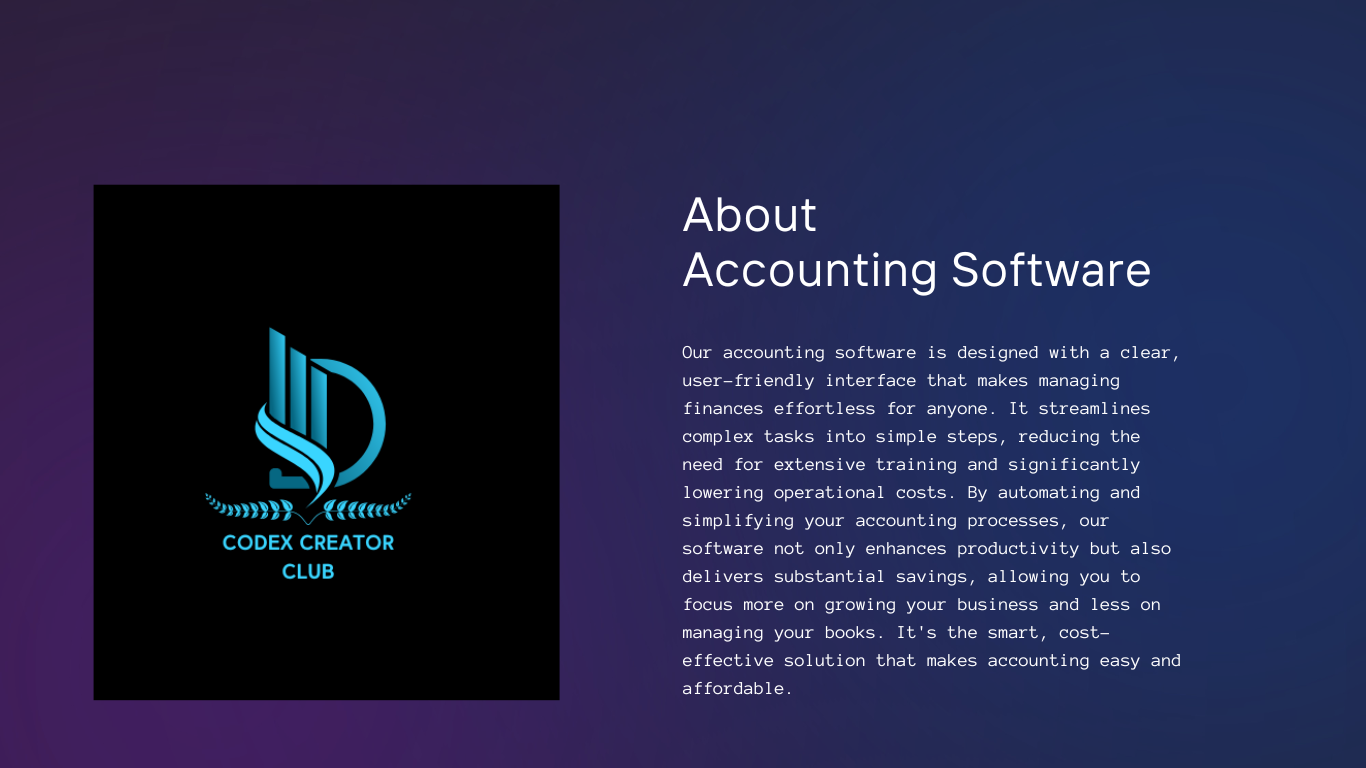 About
Accounting Software
Our accounting software is designed with a clear,
user-friendly interface that makes managing
finances effortless for anyone. It streamlines
complex tasks into simple steps, reducing the
need for extensive training and significantly
lowering operational costs. By automating and
simplifying your accounting processes, our
software not only enhances productivity but also
delivers substantial savings, allowing you to
focus more on growing your business and less on
managing your books. It's the smart, cost-
effective solution that makes accounting easy and
affordable.
CODEX CREATOR
CLUB